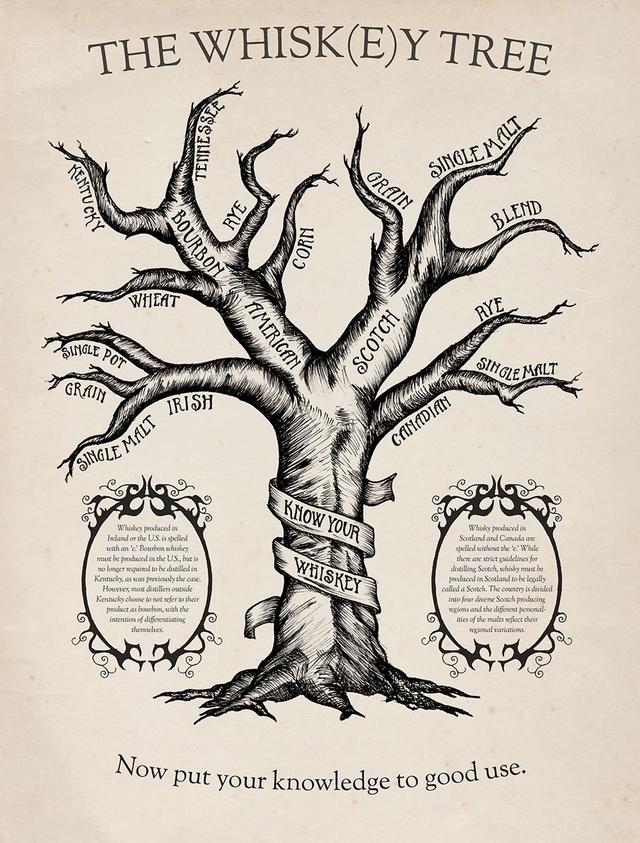 THE WHISK(E)Y TREE
TENNESSEE
KENTUCKY
BOURBON
RYE
CORN
GRAIN
SINGLE MALT
BLEND
WHEAT
AMERICAN
SCOTCH
RYE
SINGLE POT
GRAIN
IRISH
SINGLE MALT
SINGLE MALT
CANADIAN
KNOW YOUR
WHISKEY
Whiskey produced in
Ireland or the U.S. is spelled
with an 'e.' Bourbon whiskey
must be produced in the U.S., but is
no longer required to be distilled in
Kentucky, as was previously the case.
However, most distillers outside
Kentucky choose to not refer to their
product as bourbon, with the
intention of differentiating
themselves.
Whisky produced in
Scotland and Canada are
spelled without the 'e.' While
there are strict guidelines for
distilling Scotch, whisky must be
produced in Scotland to be legally
called a Scotch. The country is divided
into four diverse Scotch producing
regions and the different personal-
ities of the malts reflect their
regional variations.
Now put your knowledge to good use.